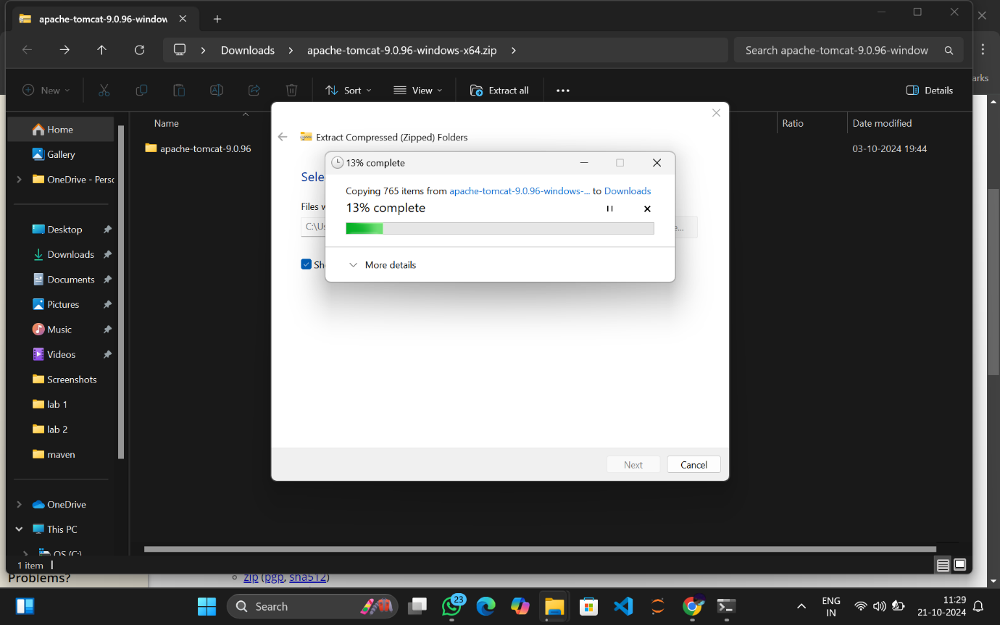 apache-tomcat-9.0.96-window
Downloads
apache-tomcat-9.0.96-windows-x64.zip
Search apache-tomcat-9.0.96-window
arks
New
Sort
View
Extract all
Details
Home
Gallery
OneDrive - Perso
Desktop
Downloads
Documents
Pictures
Music
Videos
Screenshots
lab 1
lab 2
maven
OneDrive
This PC
OS (C:)
1 item
Name
Ratio
Date modified
apache-tomcat-9.0.96
03-10-2024 19:44
Extract Compressed (Zipped) Folders
Sele
Files w
C:\Us
e...
Sh
13% complete
Copying 765 items from apache-tomcat-9.0.96-windows-... to Downloads
13% complete
More details
Next
Cancel
Problems?
zip (pgp, sha512)
Search
23
ENG
IN
11:29
21-10-2024